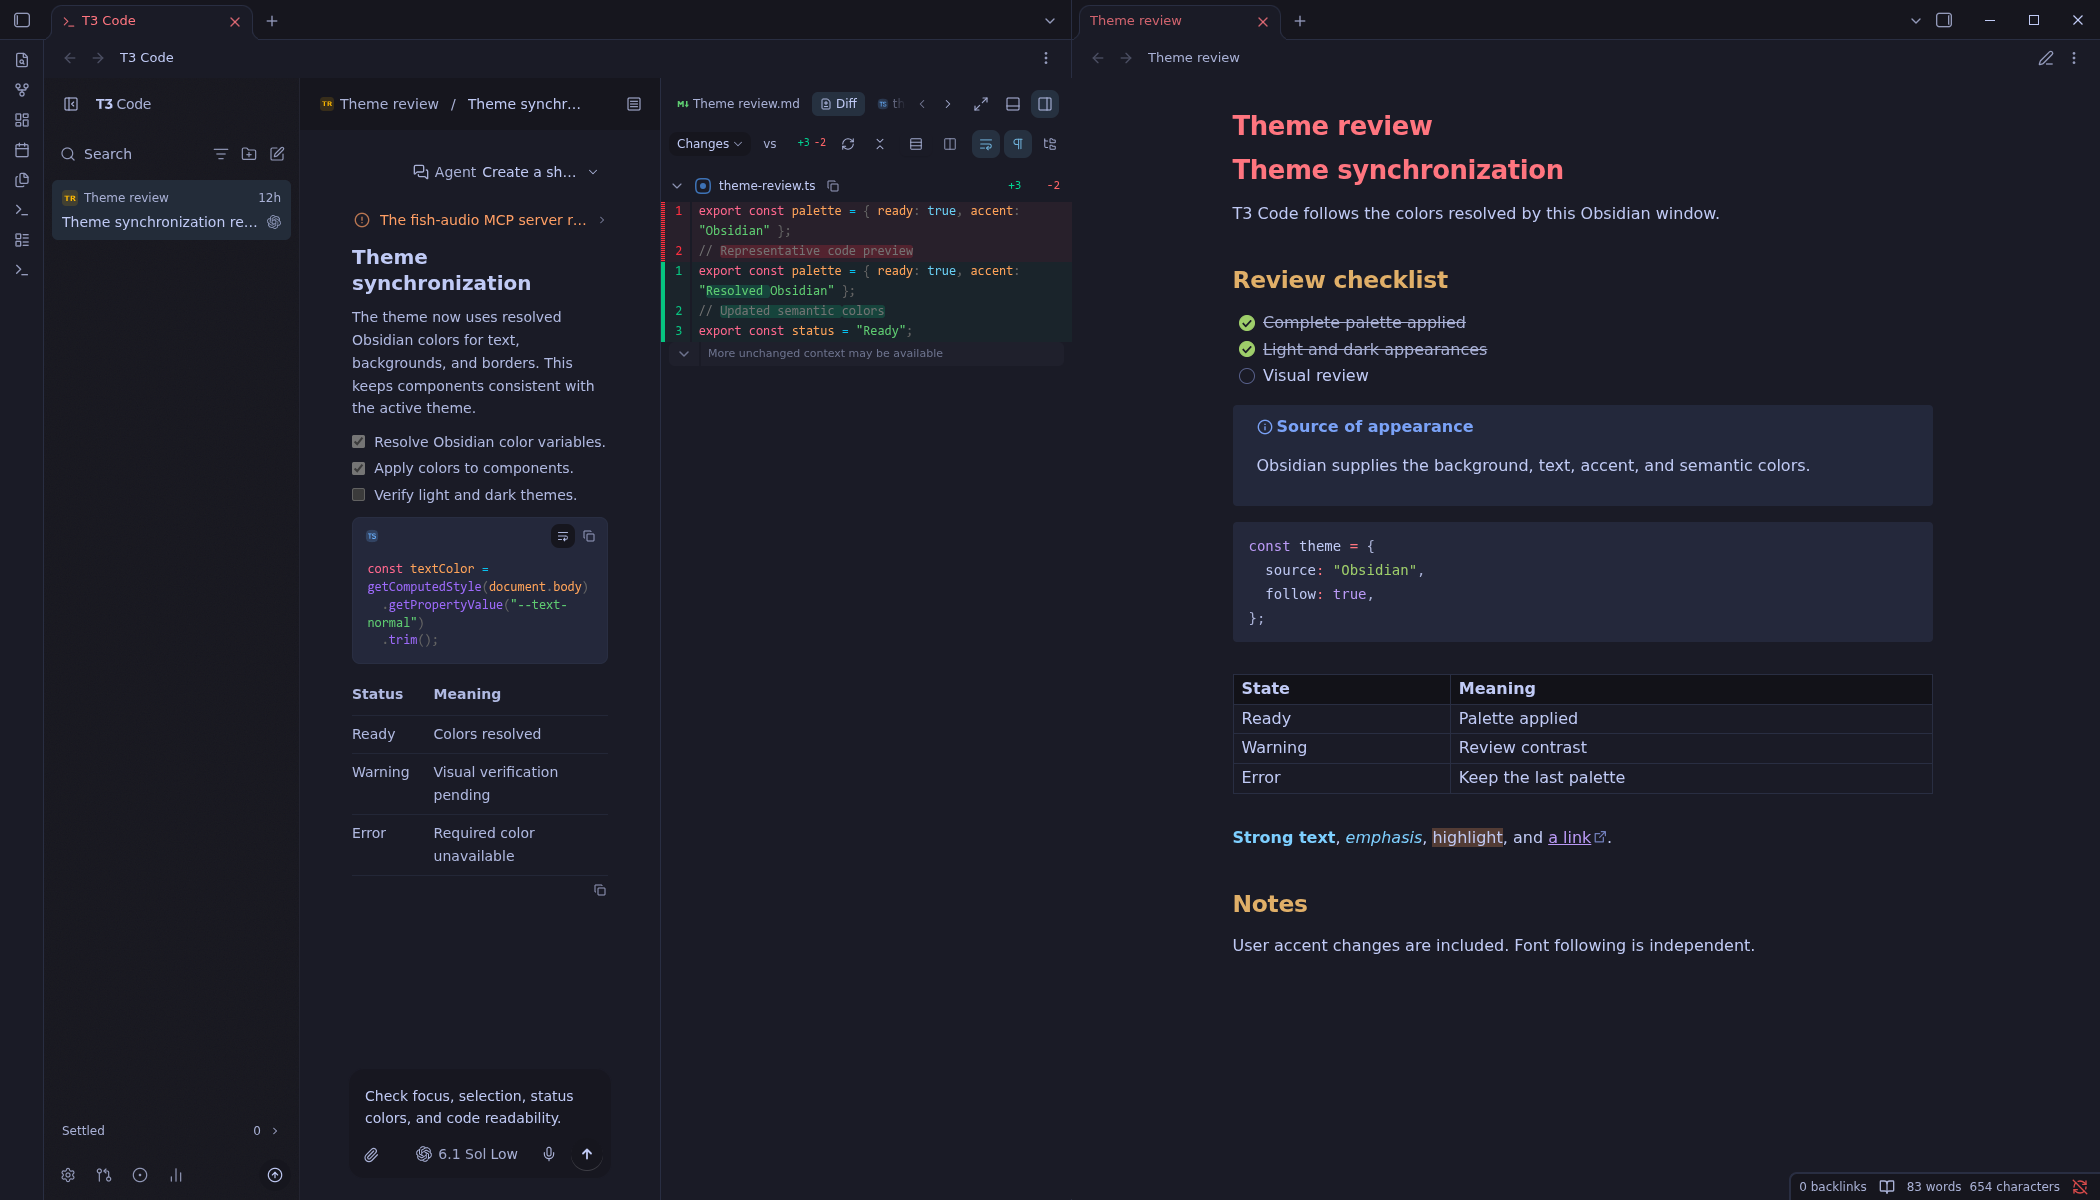 T3 Code
Theme review
T3 Code
Theme review
T3 Code
Search
TR Theme review 12h
Theme synchronization re…
Settled 0
TR Theme review / Theme synchr…
Agent Create a sh…
The fish-audio MCP server r…
Theme
synchronization
The theme now uses resolved
Obsidian colors for text,
backgrounds, and borders. This
keeps components consistent with
the active theme.
Resolve Obsidian color variables.
Apply colors to components.
Verify light and dark themes.
TS
const textColor =
getComputedStyle(document.body)
.getPropertyValue("--text-
normal")
.trim();
Status Meaning
Ready Colors resolved
Warning Visual verification
pending
Error Required color
unavailable
Check focus, selection, status
colors, and code readability.
6.1 Sol Low
M↓ Theme review.md Diff TS th
Changes vs +3 -2
theme-review.ts +3 -2
1 export const palette = { ready: true, accent:
"Obsidian" };
2 // Representative code preview
1 export const palette = { ready: true, accent:
"Resolved Obsidian" };
2 // Updated semantic colors
3 export const status = "Ready";
More unchanged context may be available
Theme review
Theme synchronization
T3 Code follows the colors resolved by this Obsidian window.
Review checklist
Complete palette applied
Light and dark appearances
Visual review
Source of appearance
Obsidian supplies the background, text, accent, and semantic colors.
const theme = {
source: "Obsidian",
follow: true,
};
State Meaning
Ready Palette applied
Warning Review contrast
Error Keep the last palette
Strong text, emphasis, highlight, and a link.
Notes
User accent changes are included. Font following is independent.
0 backlinks 83 words 654 characters